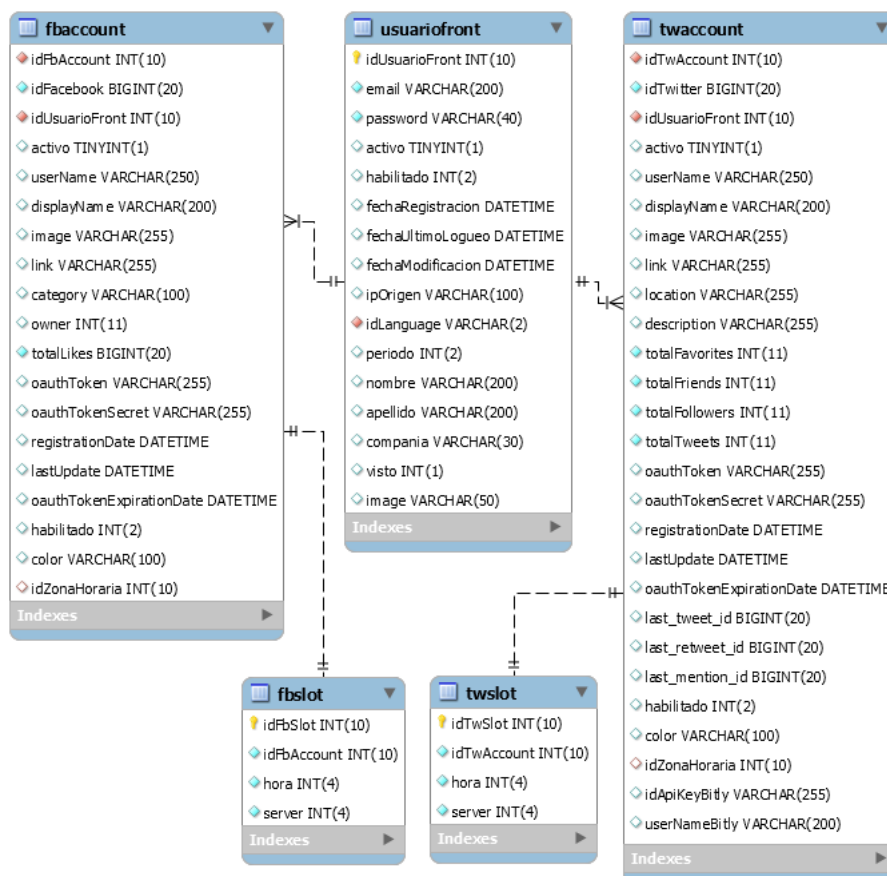 fbaccount
idFbAccount INT(10)
idFacebook BIGINT(20)
idUsuarioFront INT(10)
activo TINYINT(1)
userName VARCHAR(250)
displayName VARCHAR(200)
image VARCHAR(255)
link VARCHAR(255)
category VARCHAR(100)
owner INT(11)
totalLikes BIGINT(20)
oauthToken VARCHAR(255)
oauthTokenSecret VARCHAR(255)
registrationDate DATETIME
lastUpdate DATETIME
oauthTokenExpirationDate DATETIME
habilitado INT(2)
color VARCHAR(100)
idZonaHoraria INT(10)
Indexes
usuariofront
idUsuarioFront INT(10)
email VARCHAR(200)
password VARCHAR(40)
activo TINYINT(1)
habilitado INT(2)
fechaRegistracion DATETIME
fechaUltimoLogueo DATETIME
fechaModificacion DATETIME
ipOrigen VARCHAR(100)
idLanguage VARCHAR(2)
periodo INT(2)
nombre VARCHAR(200)
apellido VARCHAR(200)
compania VARCHAR(30)
visto INT(1)
image VARCHAR(50)
Indexes
twaccount
idTwAccount INT(10)
idTwitter BIGINT(20)
idUsuarioFront INT(10)
activo TINYINT(1)
userName VARCHAR(250)
displayName VARCHAR(200)
image VARCHAR(255)
link VARCHAR(255)
location VARCHAR(255)
description VARCHAR(255)
totalFavorites INT(11)
totalFriends INT(11)
totalFollowers INT(11)
totalTweets INT(11)
oauthToken VARCHAR(255)
oauthTokenSecret VARCHAR(255)
registrationDate DATETIME
lastUpdate DATETIME
oauthTokenExpirationDate DATETIME
last_tweet_id BIGINT(20)
last_retweet_id BIGINT(20)
last_mention_id BIGINT(20)
habilitado INT(2)
color VARCHAR(100)
idZonaHoraria INT(10)
idApiKeyBitly VARCHAR(255)
userNameBitly VARCHAR(200)
Indexes
fbslot
idFbSlot INT(10)
idFbAccount INT(10)
hora INT(4)
server INT(4)
Indexes
twslot
idTwSlot INT(10)
idTwAccount INT(10)
hora INT(4)
server INT(4)
Indexes